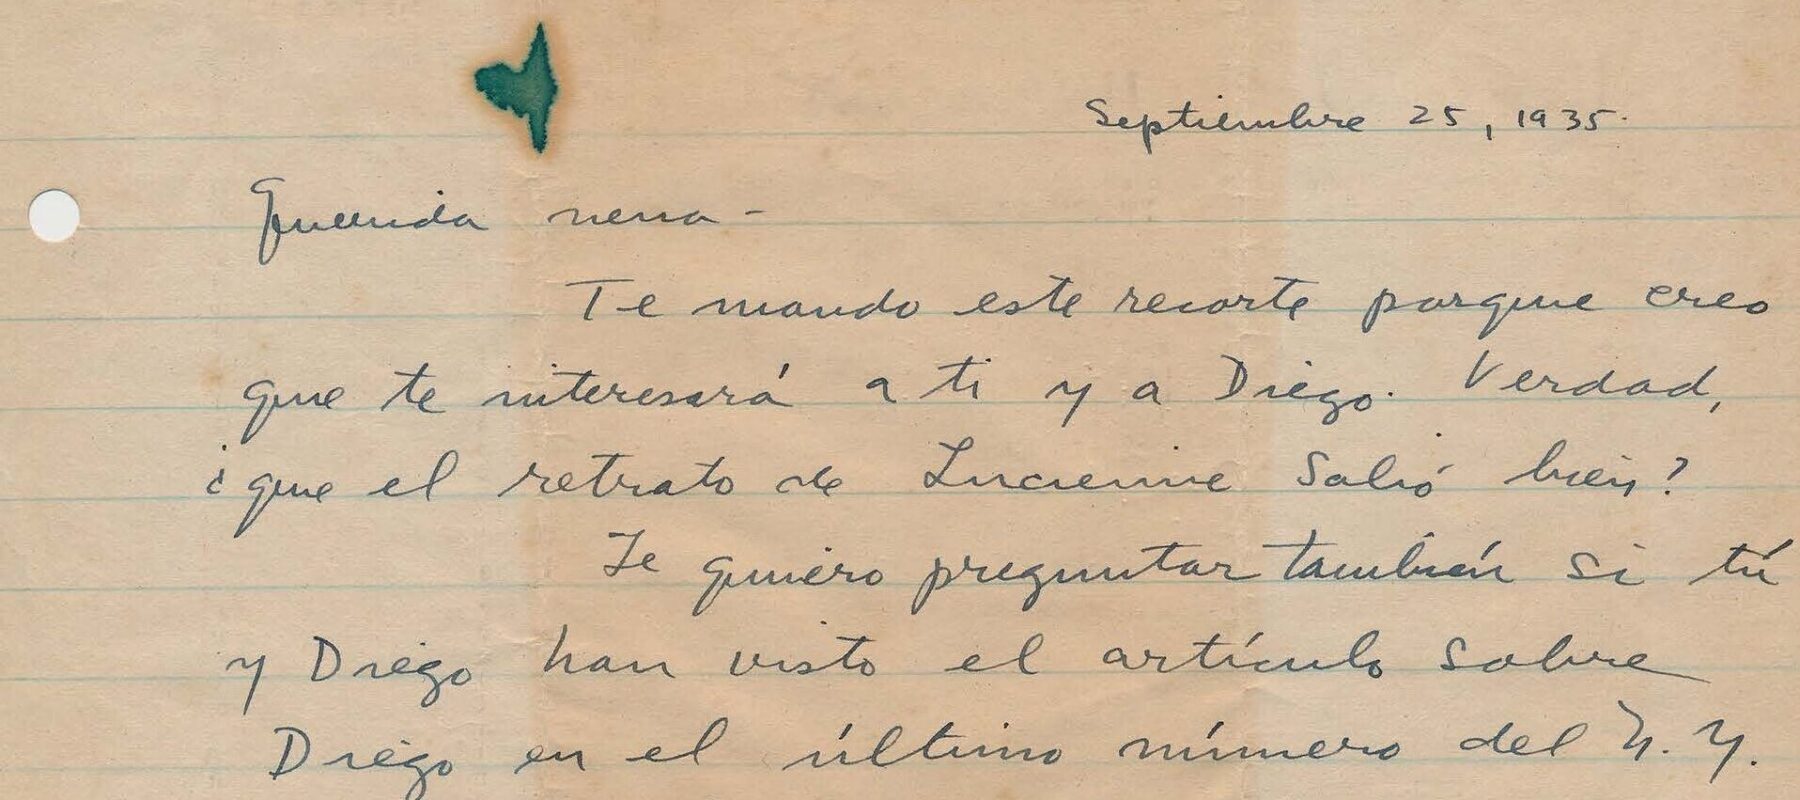 Septiembre 25, 1935.
Querida nena -
Te mando este recorte porque creo
que te interesará a ti y a Diego. Verdad,
¿que el retrato de Lucienne salió bien?
Te quiero preguntar también si tú
y Diego han visto el artículo sobre
Diego en el último número del N. Y.